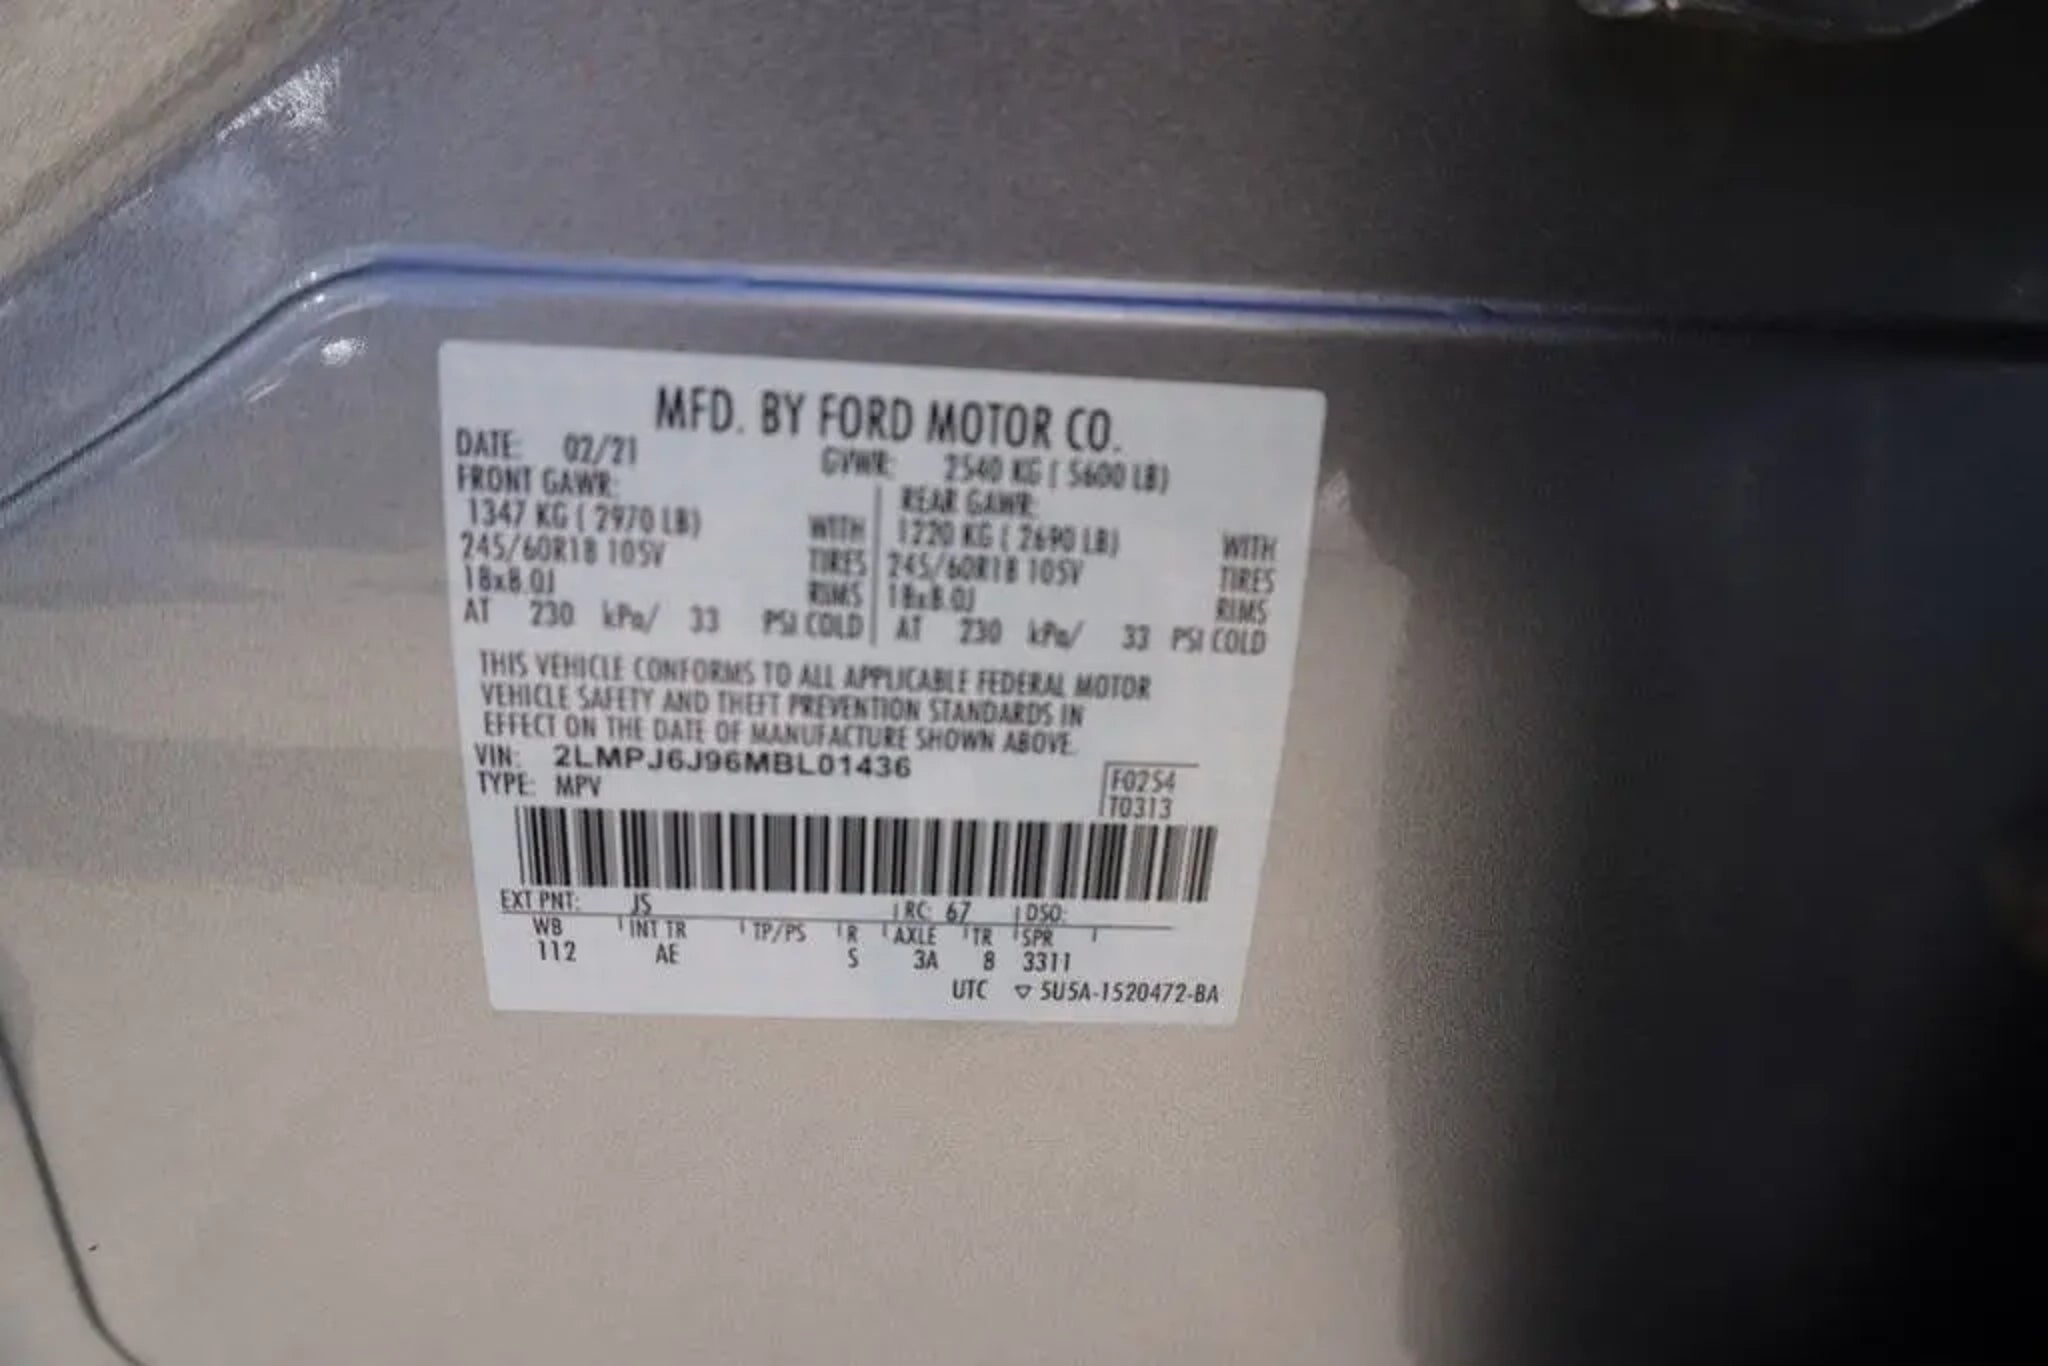 MFD. BY FORD MOTOR CO.
DATE: 02/21 GVWR: 2540 KG ( 5600 LB)
FRONT GAWR: REAR GAWR:
1347 KG ( 2970 LB) WITH 1220 KG ( 2690 LB) WITH
245/60R18 105V TIRES 245/60R18 105V TIRES
18x8.0J RIMS 18x8.0J RIMS
AT 230 kPa/ 33 PSI COLD AT 230 kPa/ 33 PSI COLD
THIS VEHICLE CONFORMS TO ALL APPLICABLE FEDERAL MOTOR
VEHICLE SAFETY AND THEFT PREVENTION STANDARDS IN
EFFECT ON THE DATE OF MANUFACTURE SHOWN ABOVE.
VIN: 2LMPJ6J96MBL01436
TYPE: MPV
F0254
T0313
EXT PNT: JS RC: 67 DSO:
WB INT TR TP/PS R AXLE TR SPR
112 AE S 3A 8 3311
UTC ▽ 5U5A-1520472-BA